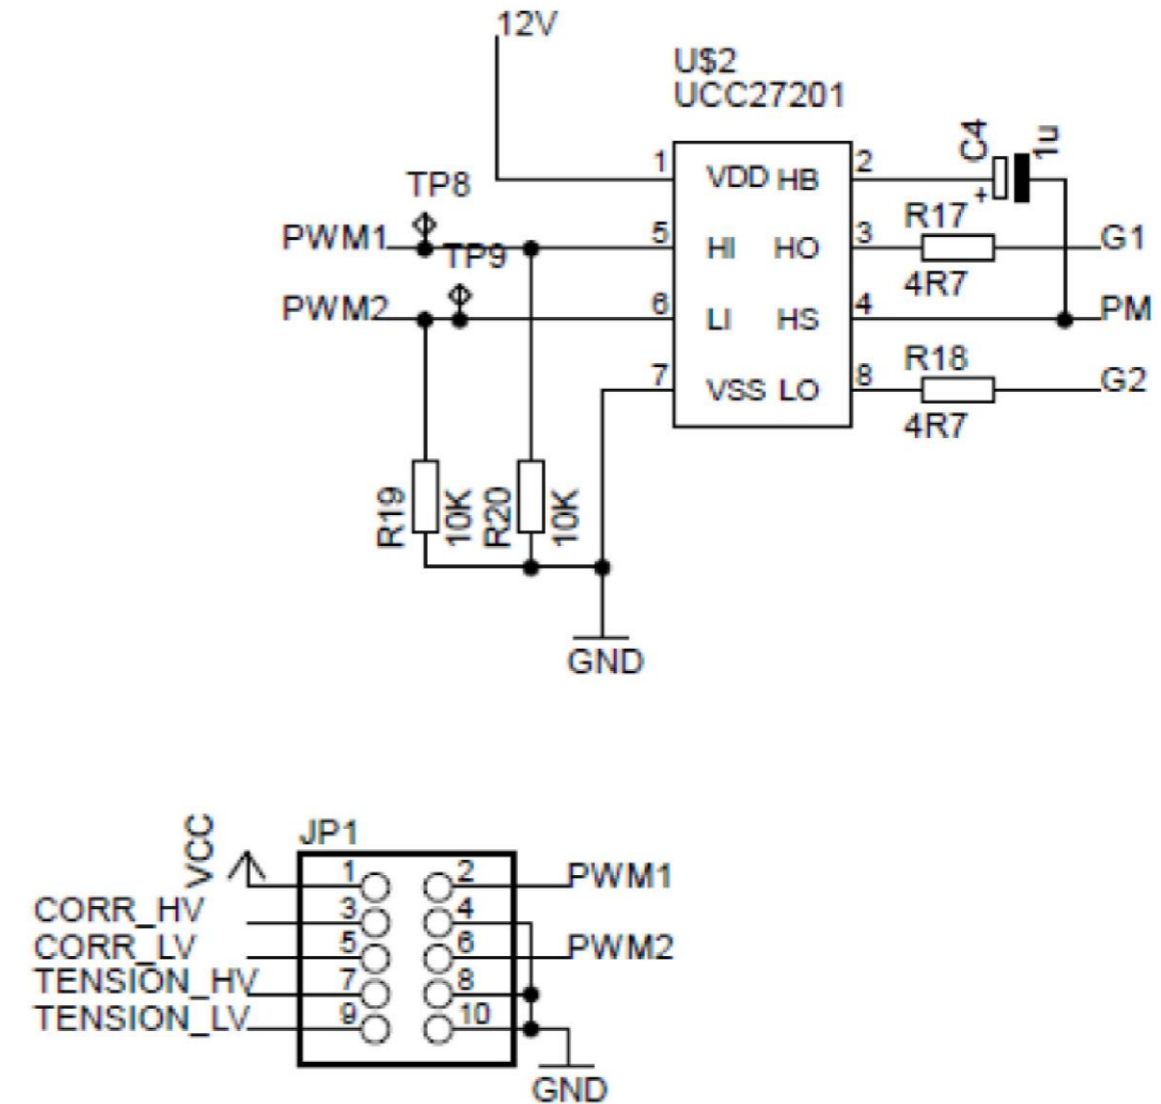 12V
U$2
UCC27201
C4
1u
+
1
VDD HB
2
TP8
R17
PWM1
5
HI HO
3
G1
TP9
4R7
PWM2
6
LI HS
4
PM
R18
7
VSS LO
8
G2
4R7
R19
10K
R20
10K
GND
VCC
JP1
1
2
PWM1
CORR_HV
3
4
CORR_LV
5
6
PWM2
TENSION_HV
7
8
TENSION_LV
9
10
GND